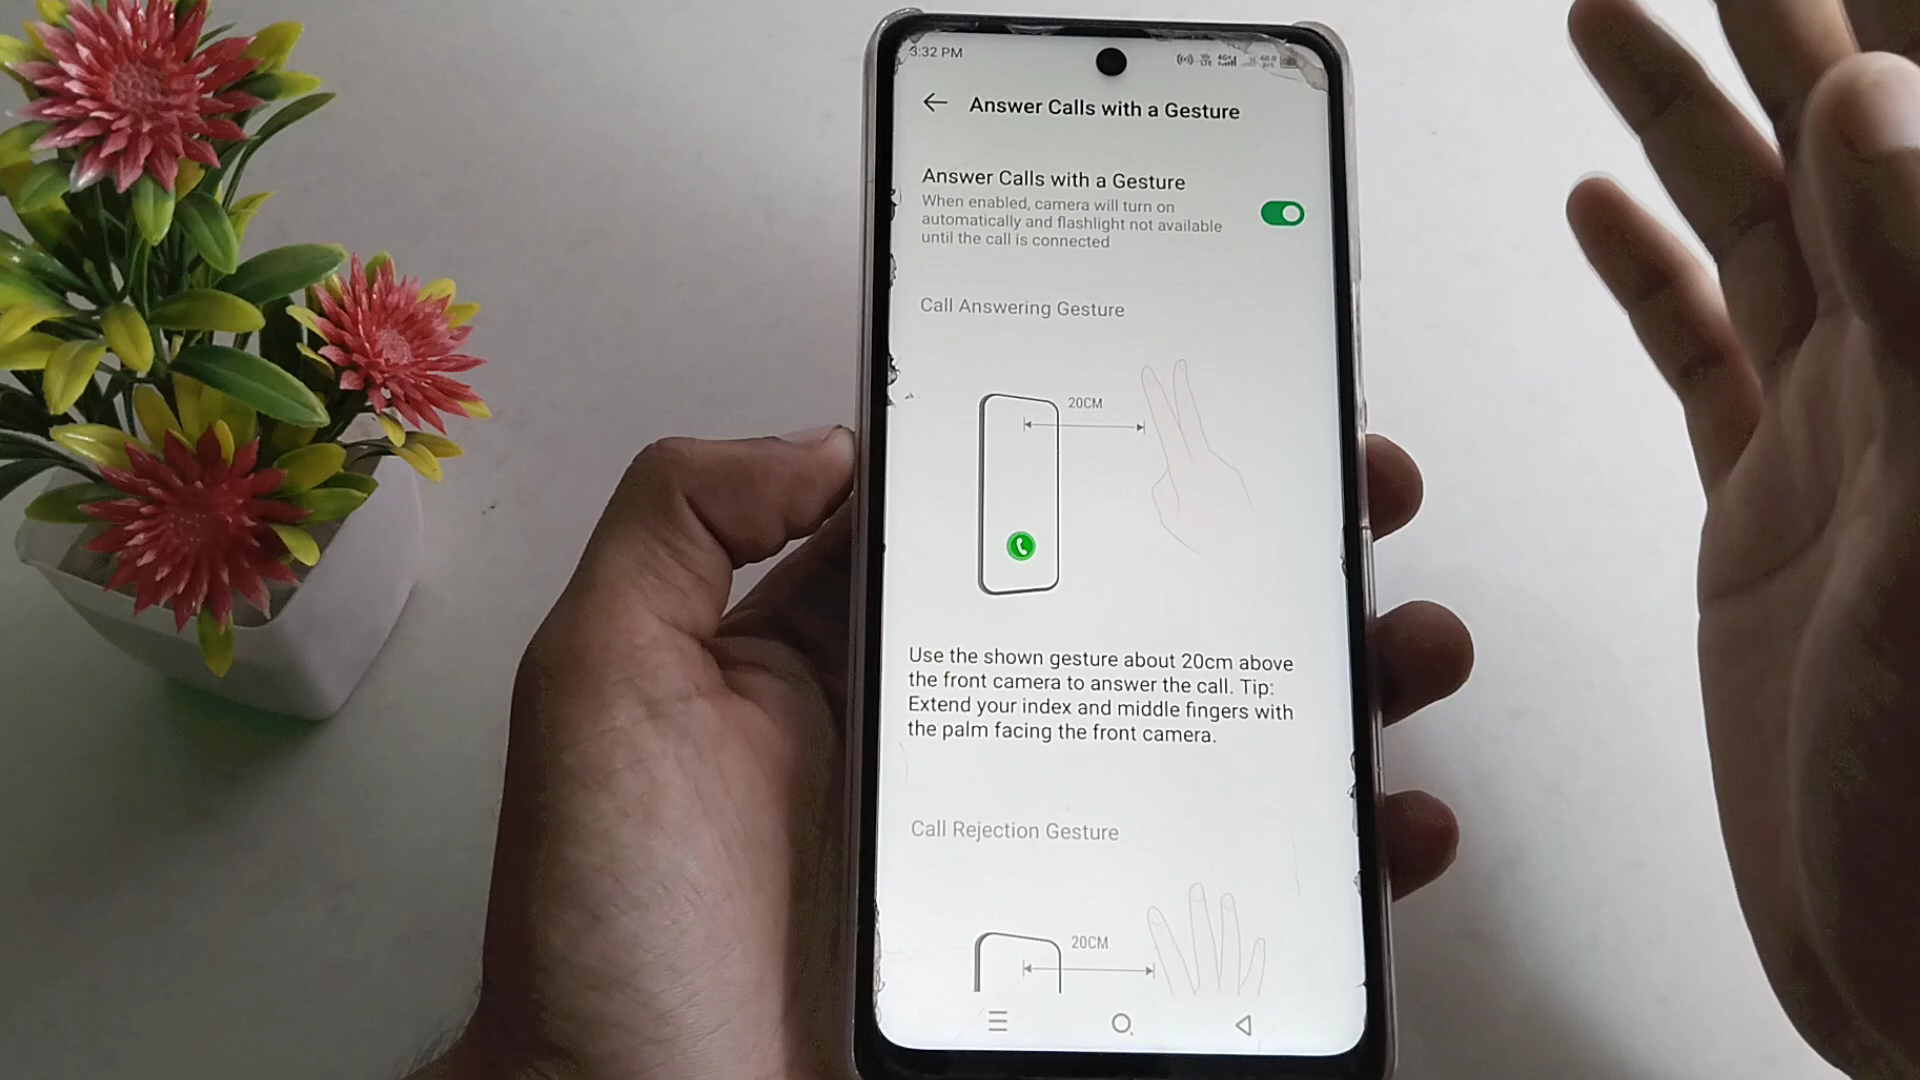 3:32 PM
Answer Calls with a Gesture
Answer Calls with a Gesture
When enabled, camera will turn on
automatically and flashlight not available
until the call is connected
Call Answering Gesture
20CM
Use the shown gesture about 20cm above
the front camera to answer the call. Tip:
Extend your index and middle fingers with
the palm facing the front camera.
Call Rejection Gesture
20CM